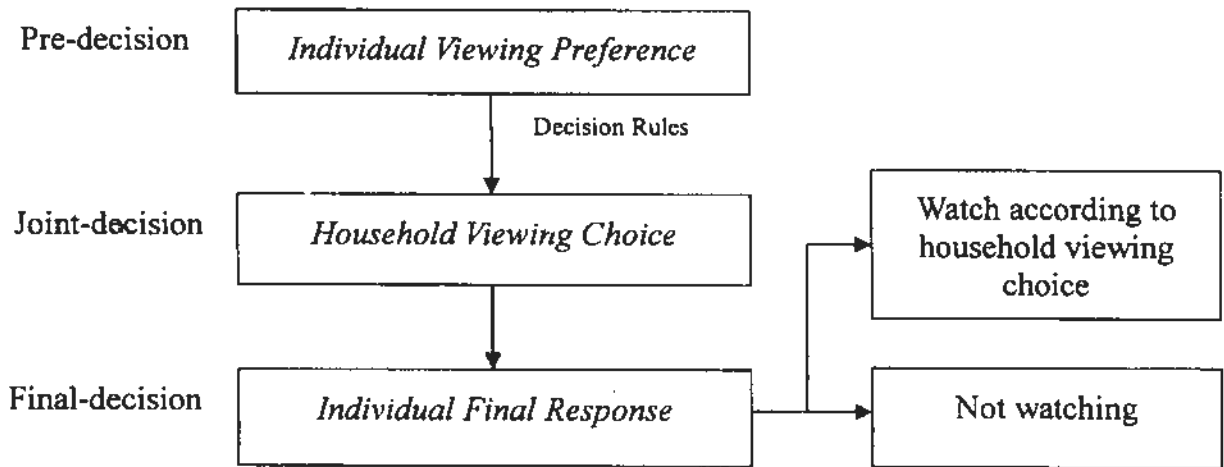 Pre-decision
Individual Viewing Preference
Decision Rules
Joint-decision
Household Viewing Choice
Watch according to
household viewing
choice
Final-decision
Individual Final Response
Not watching